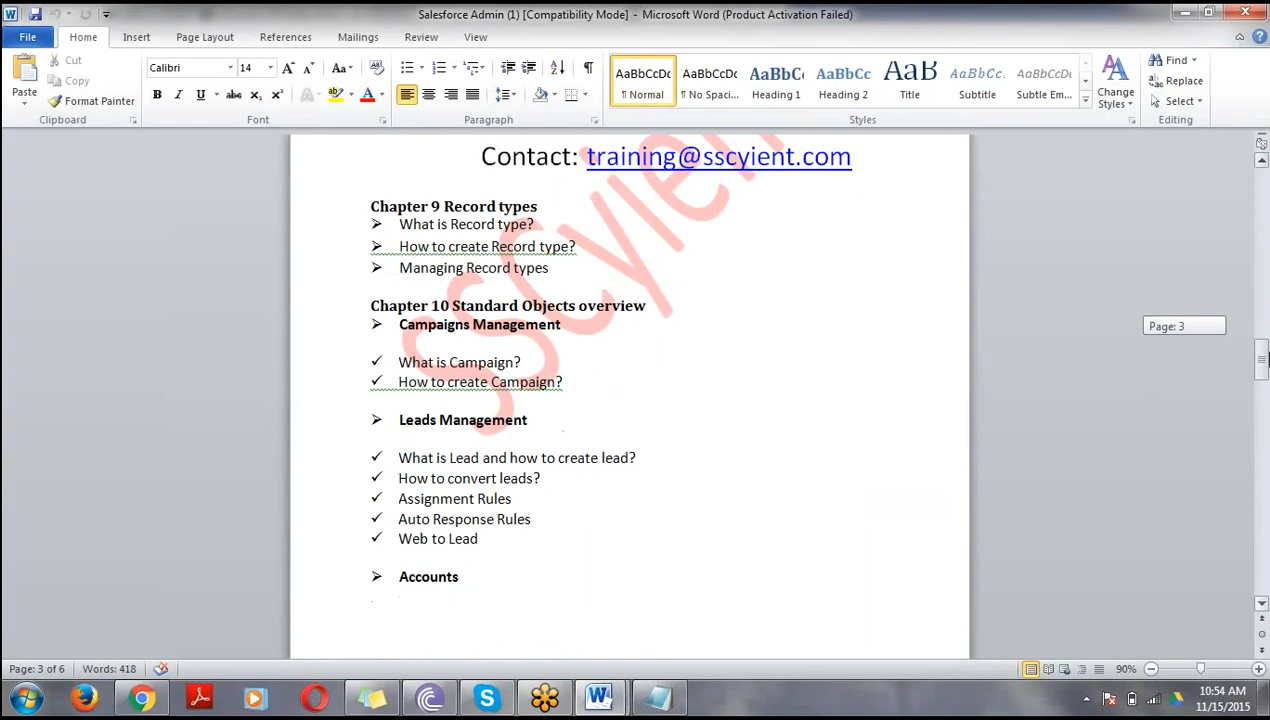 Salesforce Admin (1) [Compatibility Mode] - Microsoft Word (Product Activation Failed)
File Home Insert Page Layout References Mailings Review View
Cut
Copy
Format Painter
Paste
Clipboard
Calibri 14
Font
Paragraph
AaBbCcDc AaBbCcDc AaBbCc AaBbCc AaB AaBbCc. AaBbCcDc
¶ Normal ¶ No Spaci... Heading 1 Heading 2 Title Subtitle Subtle Em...
Styles
Change Styles
Find
Replace
Select
Editing
Contact: training@sscyient.com
Chapter 9 Record types
What is Record type?
How to create Record type?
Managing Record types
Chapter 10 Standard Objects overview
Campaigns Management
What is Campaign?
How to create Campaign?
Leads Management
What is Lead and how to create lead?
How to convert leads?
Assignment Rules
Auto Response Rules
Web to Lead
Accounts
sscyient
Page: 3
Page: 3 of 6 Words: 418 90%
10:54 AM
11/15/2015